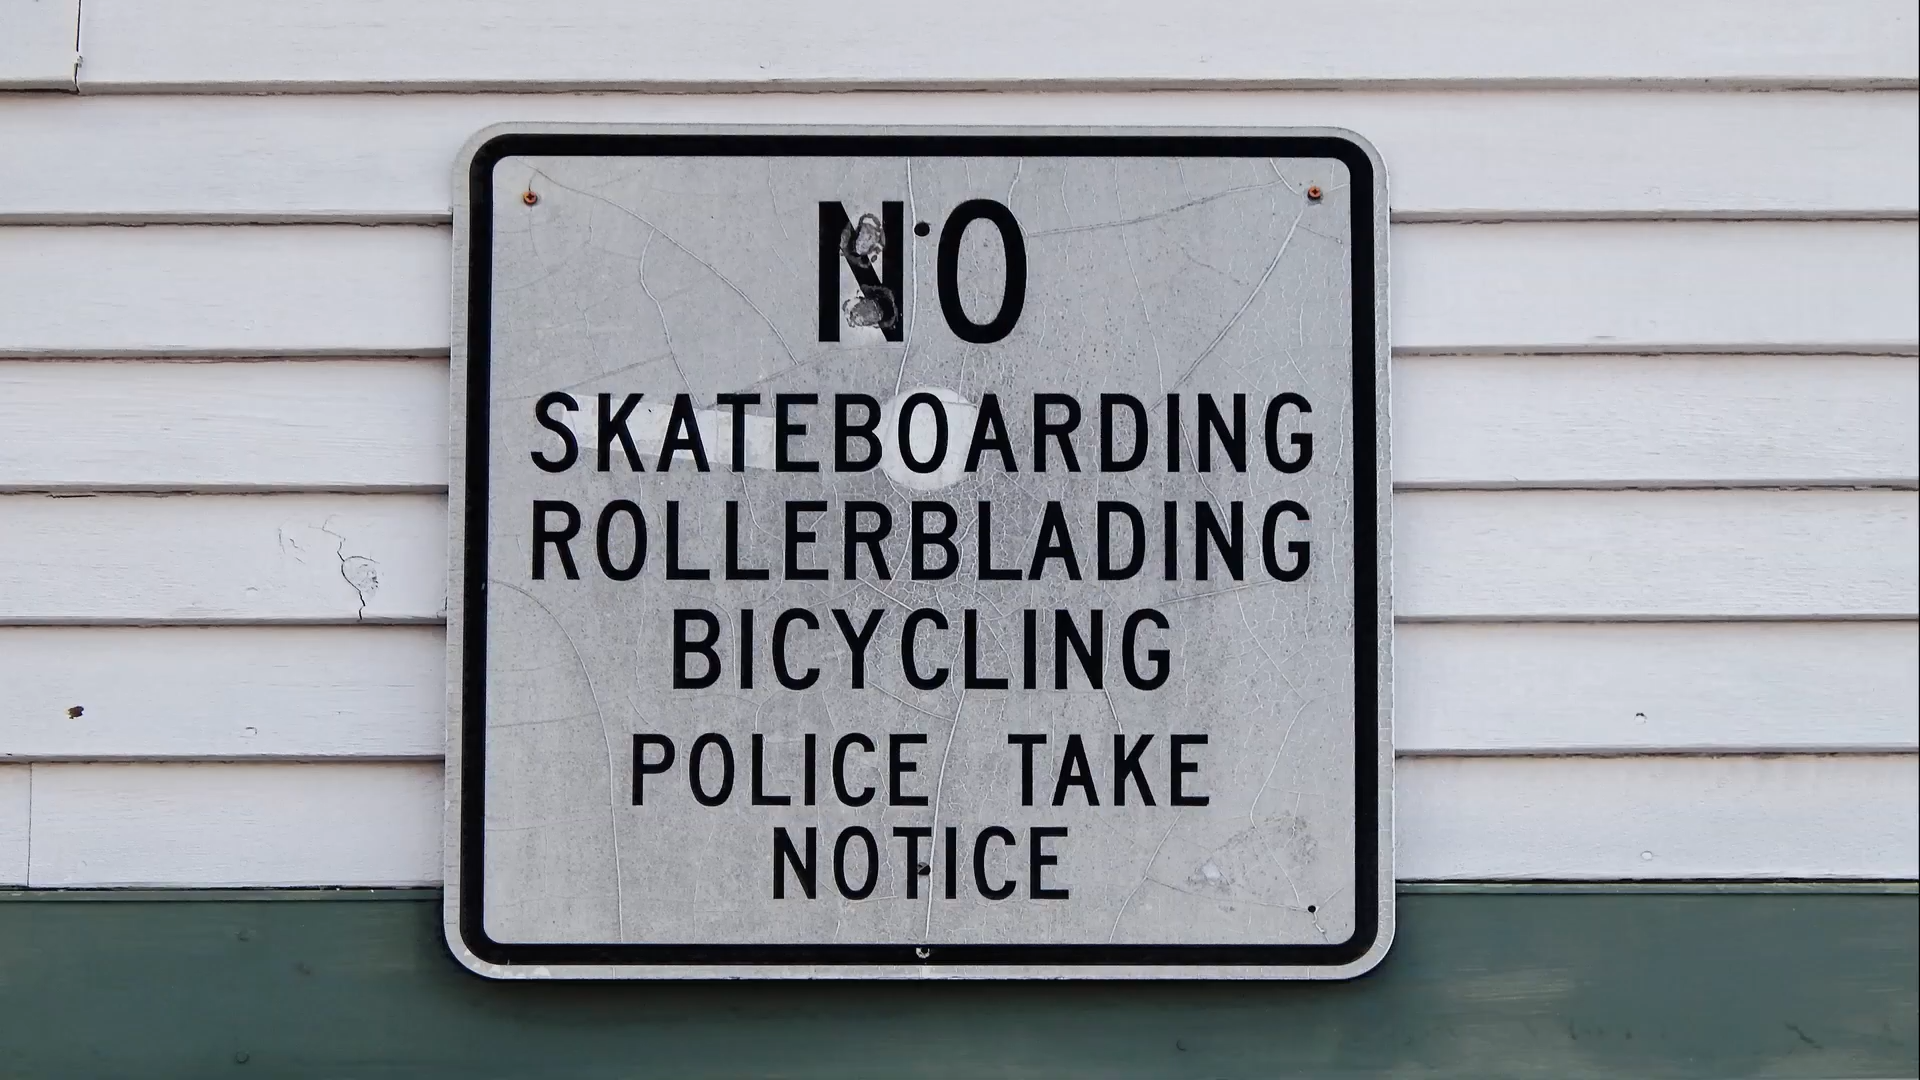 NO
SKATEBOARDING
ROLLERBLADING
BICYCLING
POLICE TAKE
NOTICE